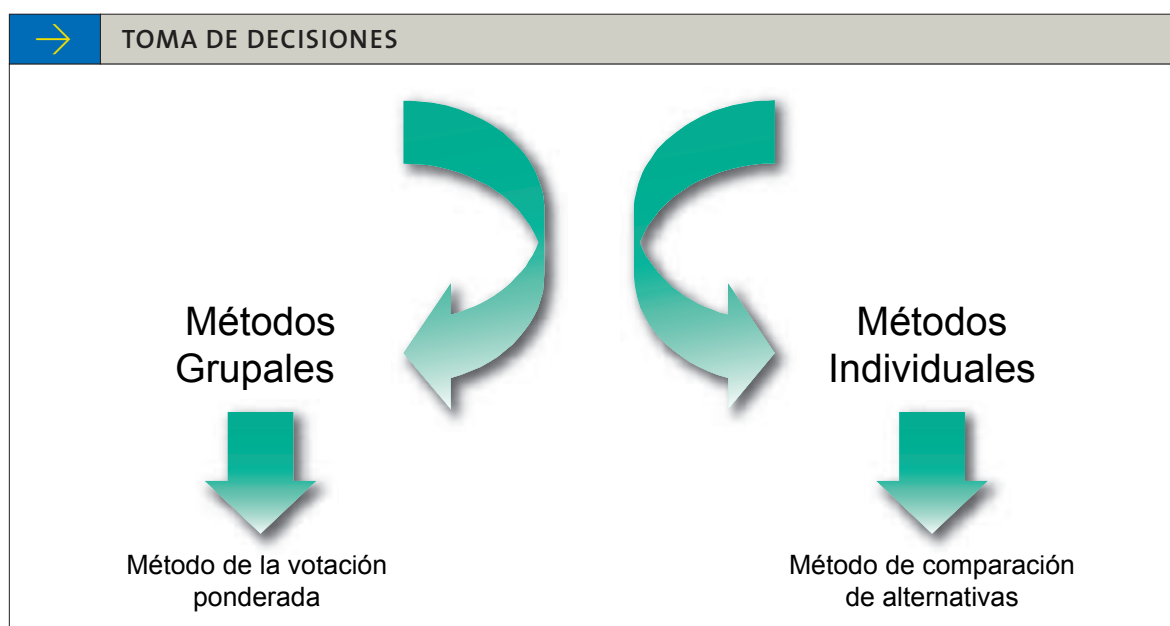 TOMA DE DECISIONES
Métodos
Grupales
Métodos
Individuales
Método de la votación
ponderada
Método de comparación
de alternativas